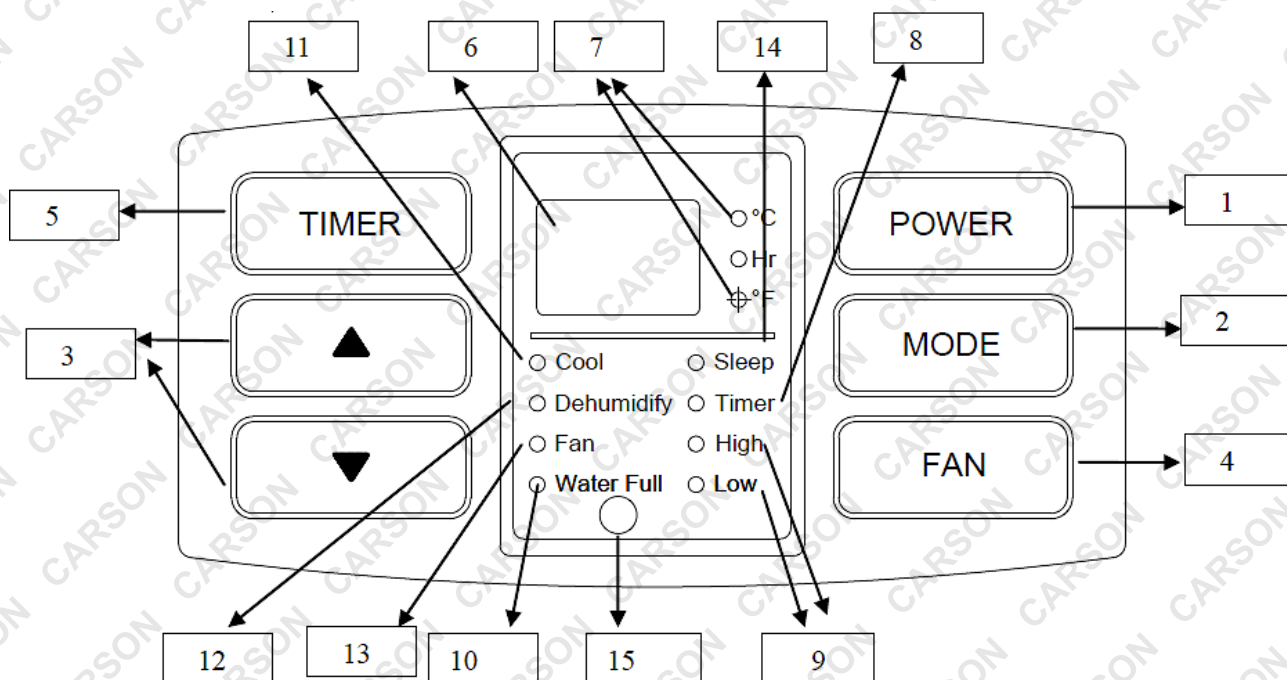 11 6 7 14 8
5 TIMER °C POWER 1
Hr
°F
3 ▲ MODE 2
Cool Sleep
Dehumidify Timer
▼ Fan High FAN 4
Water Full Low
12 13 10 15 9
CARSON